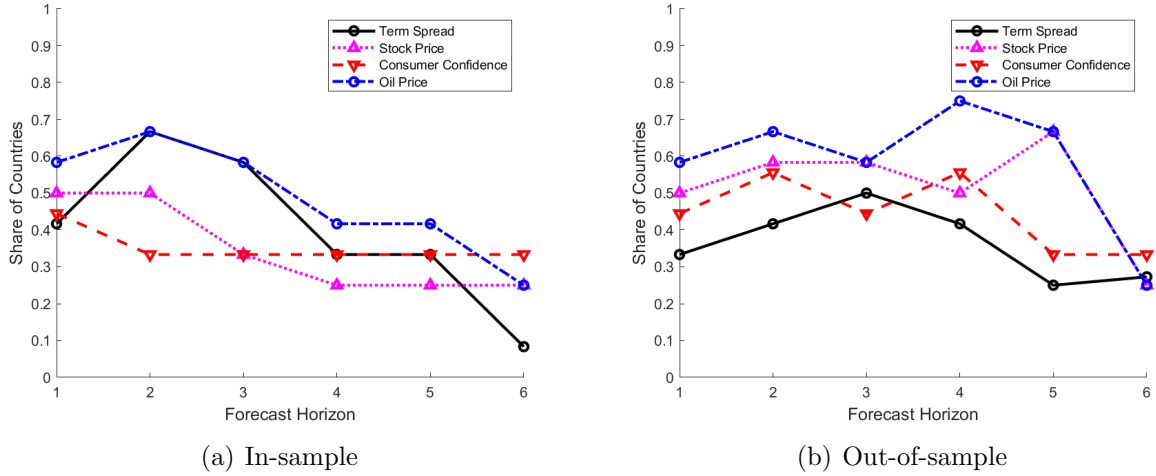 1
0.9
0.8
0.7
0.6
0.5
0.4
0.3
0.2
0.1
0
Share of Countries
Term Spread
Stock Price
Consumer Confidence
Oil Price
1 2 3 4 5 6
Forecast Horizon
(a) In-sample
1
0.9
0.8
0.7
0.6
0.5
0.4
0.3
0.2
0.1
0
Share of Countries
Term Spread
Stock Price
Consumer Confidence
Oil Price
1 2 3 4 5 6
Forecast Horizon
(b) Out-of-sample